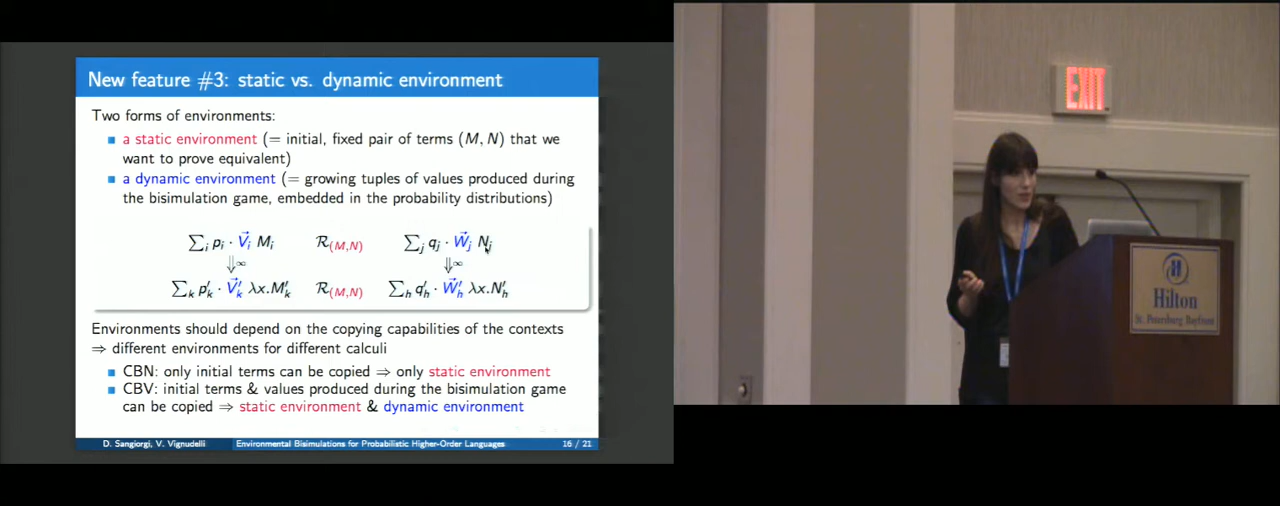 New feature #3: static vs. dynamic environment
Two forms of environments:
a static environment (= initial, fixed pair of terms (M, N) that we
want to prove equivalent)
a dynamic environment (= growing tuples of values produced during
the bisimulation game, embedded in the probability distributions)
∑ᵢ pᵢ · V⃗ᵢ Mᵢ   𝓡₍M,N₎   ∑ⱼ qⱼ · W⃗ⱼ Nⱼ
⇓∞   ⇓∞
∑ₖ p′ₖ · V⃗′ₖ λx.M′ₖ   𝓡₍M,N₎   ∑ₕ q′ₕ · W⃗′ₕ λx.N′ₕ
Environments should depend on the copying capabilities of the contexts
⇒ different environments for different calculi
CBN: only initial terms can be copied ⇒ only static environment
CBV: initial terms & values produced during the bisimulation game
can be copied ⇒ static environment & dynamic environment
D. Sangiorgi, V. Vignudelli   Environmental Bisimulations for Probabilistic Higher-Order Languages   16 / 21
EXIT
Hilton
St. Petersburg Bayfront